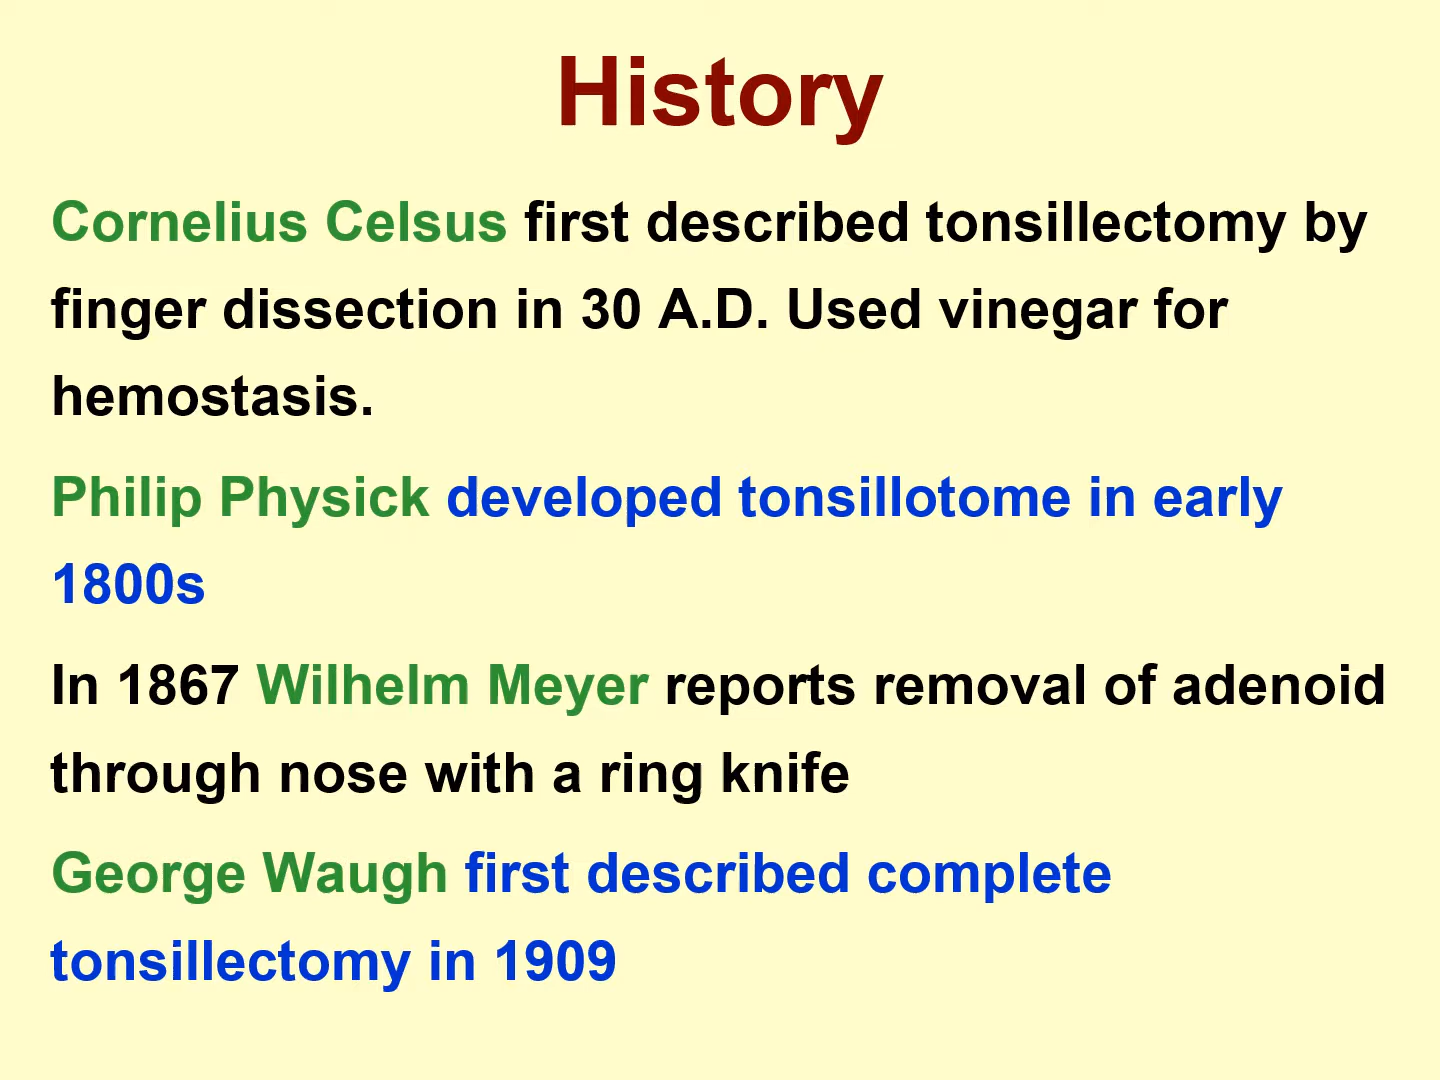 History
Cornelius Celsus first described tonsillectomy by
finger dissection in 30 A.D. Used vinegar for
hemostasis.
Philip Physick developed tonsillotome in early
1800s
In 1867 Wilhelm Meyer reports removal of adenoid
through nose with a ring knife
George Waugh first described complete
tonsillectomy in 1909